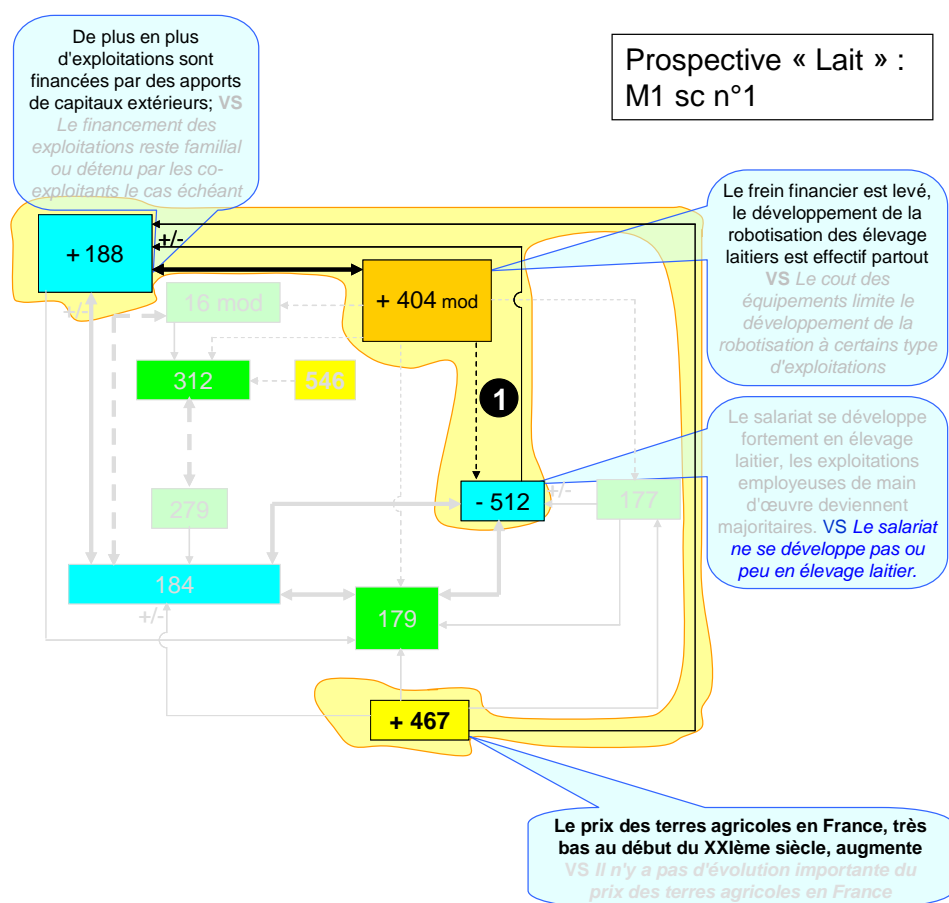 De plus en plus
d'exploitations sont
financées par des apports
de capitaux extérieurs; VS
Le financement des
exploitations reste familial
ou détenu par les co-
exploitants le cas échéant
Prospective « Lait » :
M1 sc n°1
Le frein financier est levé,
le développement de la
robotisation des élevage
laitiers est effectif partout
VS Le cout des
équipements limite le
développement de la
robotisation à certains type
d'exploitations
+ 188
+/-
+ 404 mod
16 mod
+/-
312
546
1
Le salariat se développe
fortement en élevage
laitier, les exploitations
employeuses de main
d'œuvre deviennent
majoritaires. VS Le salariat
ne se développe pas ou
peu en élevage laitier.
- 512
+/-
177
279
184
+/-
179
+ 467
Le prix des terres agricoles en France, très
bas au début du XXIème siècle, augmente
VS Il n'y a pas d'évolution importante du
prix des terres agricoles en France